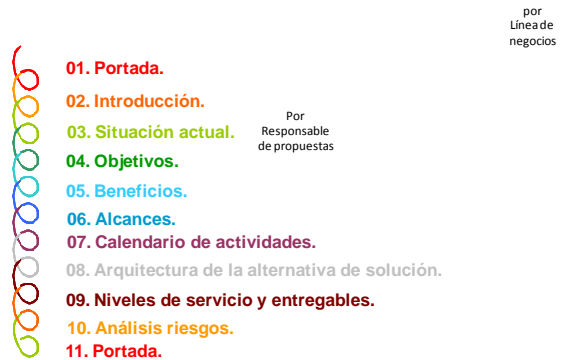 por
Línea de
negocios
01. Portada.
02. Introducción.
03. Situación actual.
Por
Responsable
de propuestas
04. Objetivos.
05. Beneficios.
06. Alcances.
07. Calendario de actividades.
08. Arquitectura de la alternativa de solución.
09. Niveles de servicio y entregables.
10. Análisis riesgos.
11. Portada.